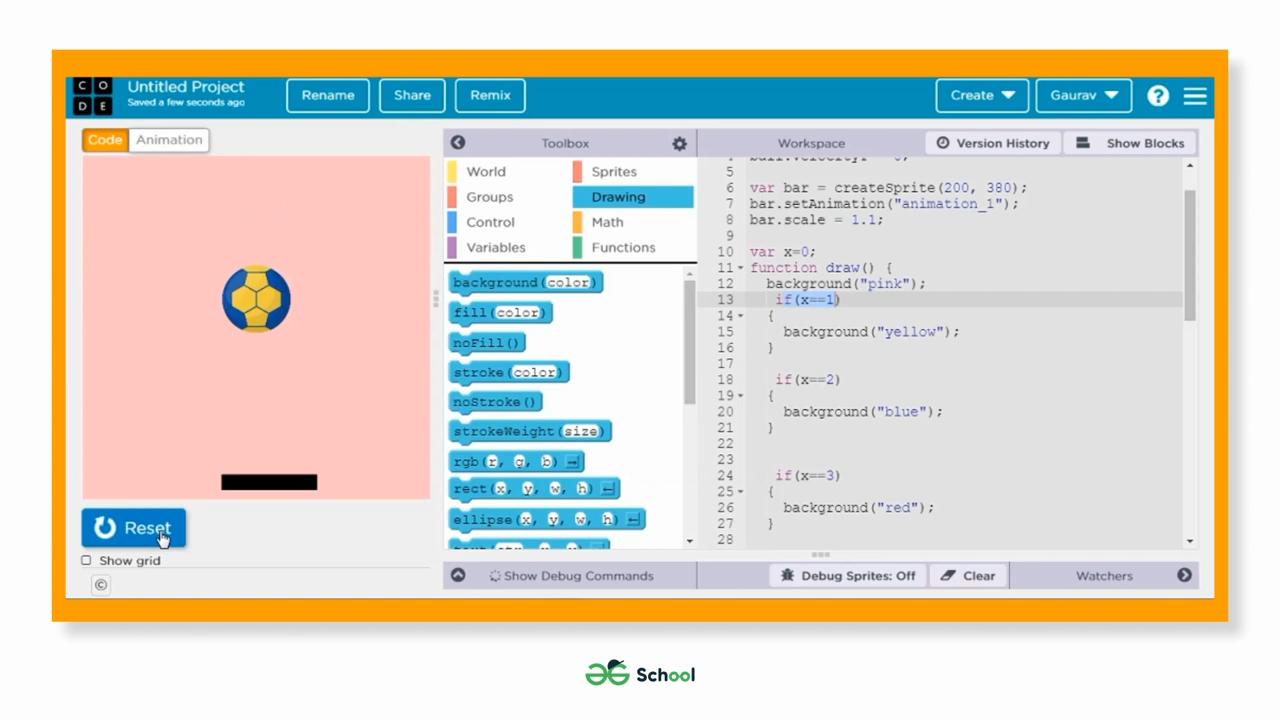 C O
D E
Untitled Project
Saved a few seconds ago
Rename
Share
Remix
Create
Gaurav
?
Code
Animation
Reset
Show grid
©
Toolbox
World
Sprites
Groups
Drawing
Control
Math
Variables
Functions
background(color)
fill(color)
noFill()
stroke(color)
noStroke()
strokeWeight(size)
rgb(r, g, b)
rect(x, y, w, h)
ellipse(x, y, w, h)
Show Debug Commands
Workspace
Version History
Show Blocks
5
6 var bar = createSprite(200, 380);
7 bar.setAnimation("animation_1");
8 bar.scale = 1.1;
9
10 var x=0;
11 function draw() {
12 background("pink");
13 if(x==1)
14 {
15 background("yellow");
16 }
17
18 if(x==2)
19 {
20 background("blue");
21 }
22
23
24 if(x==3)
25 {
26 background("red");
27 }
28
Debug Sprites: Off
Clear
Watchers
School